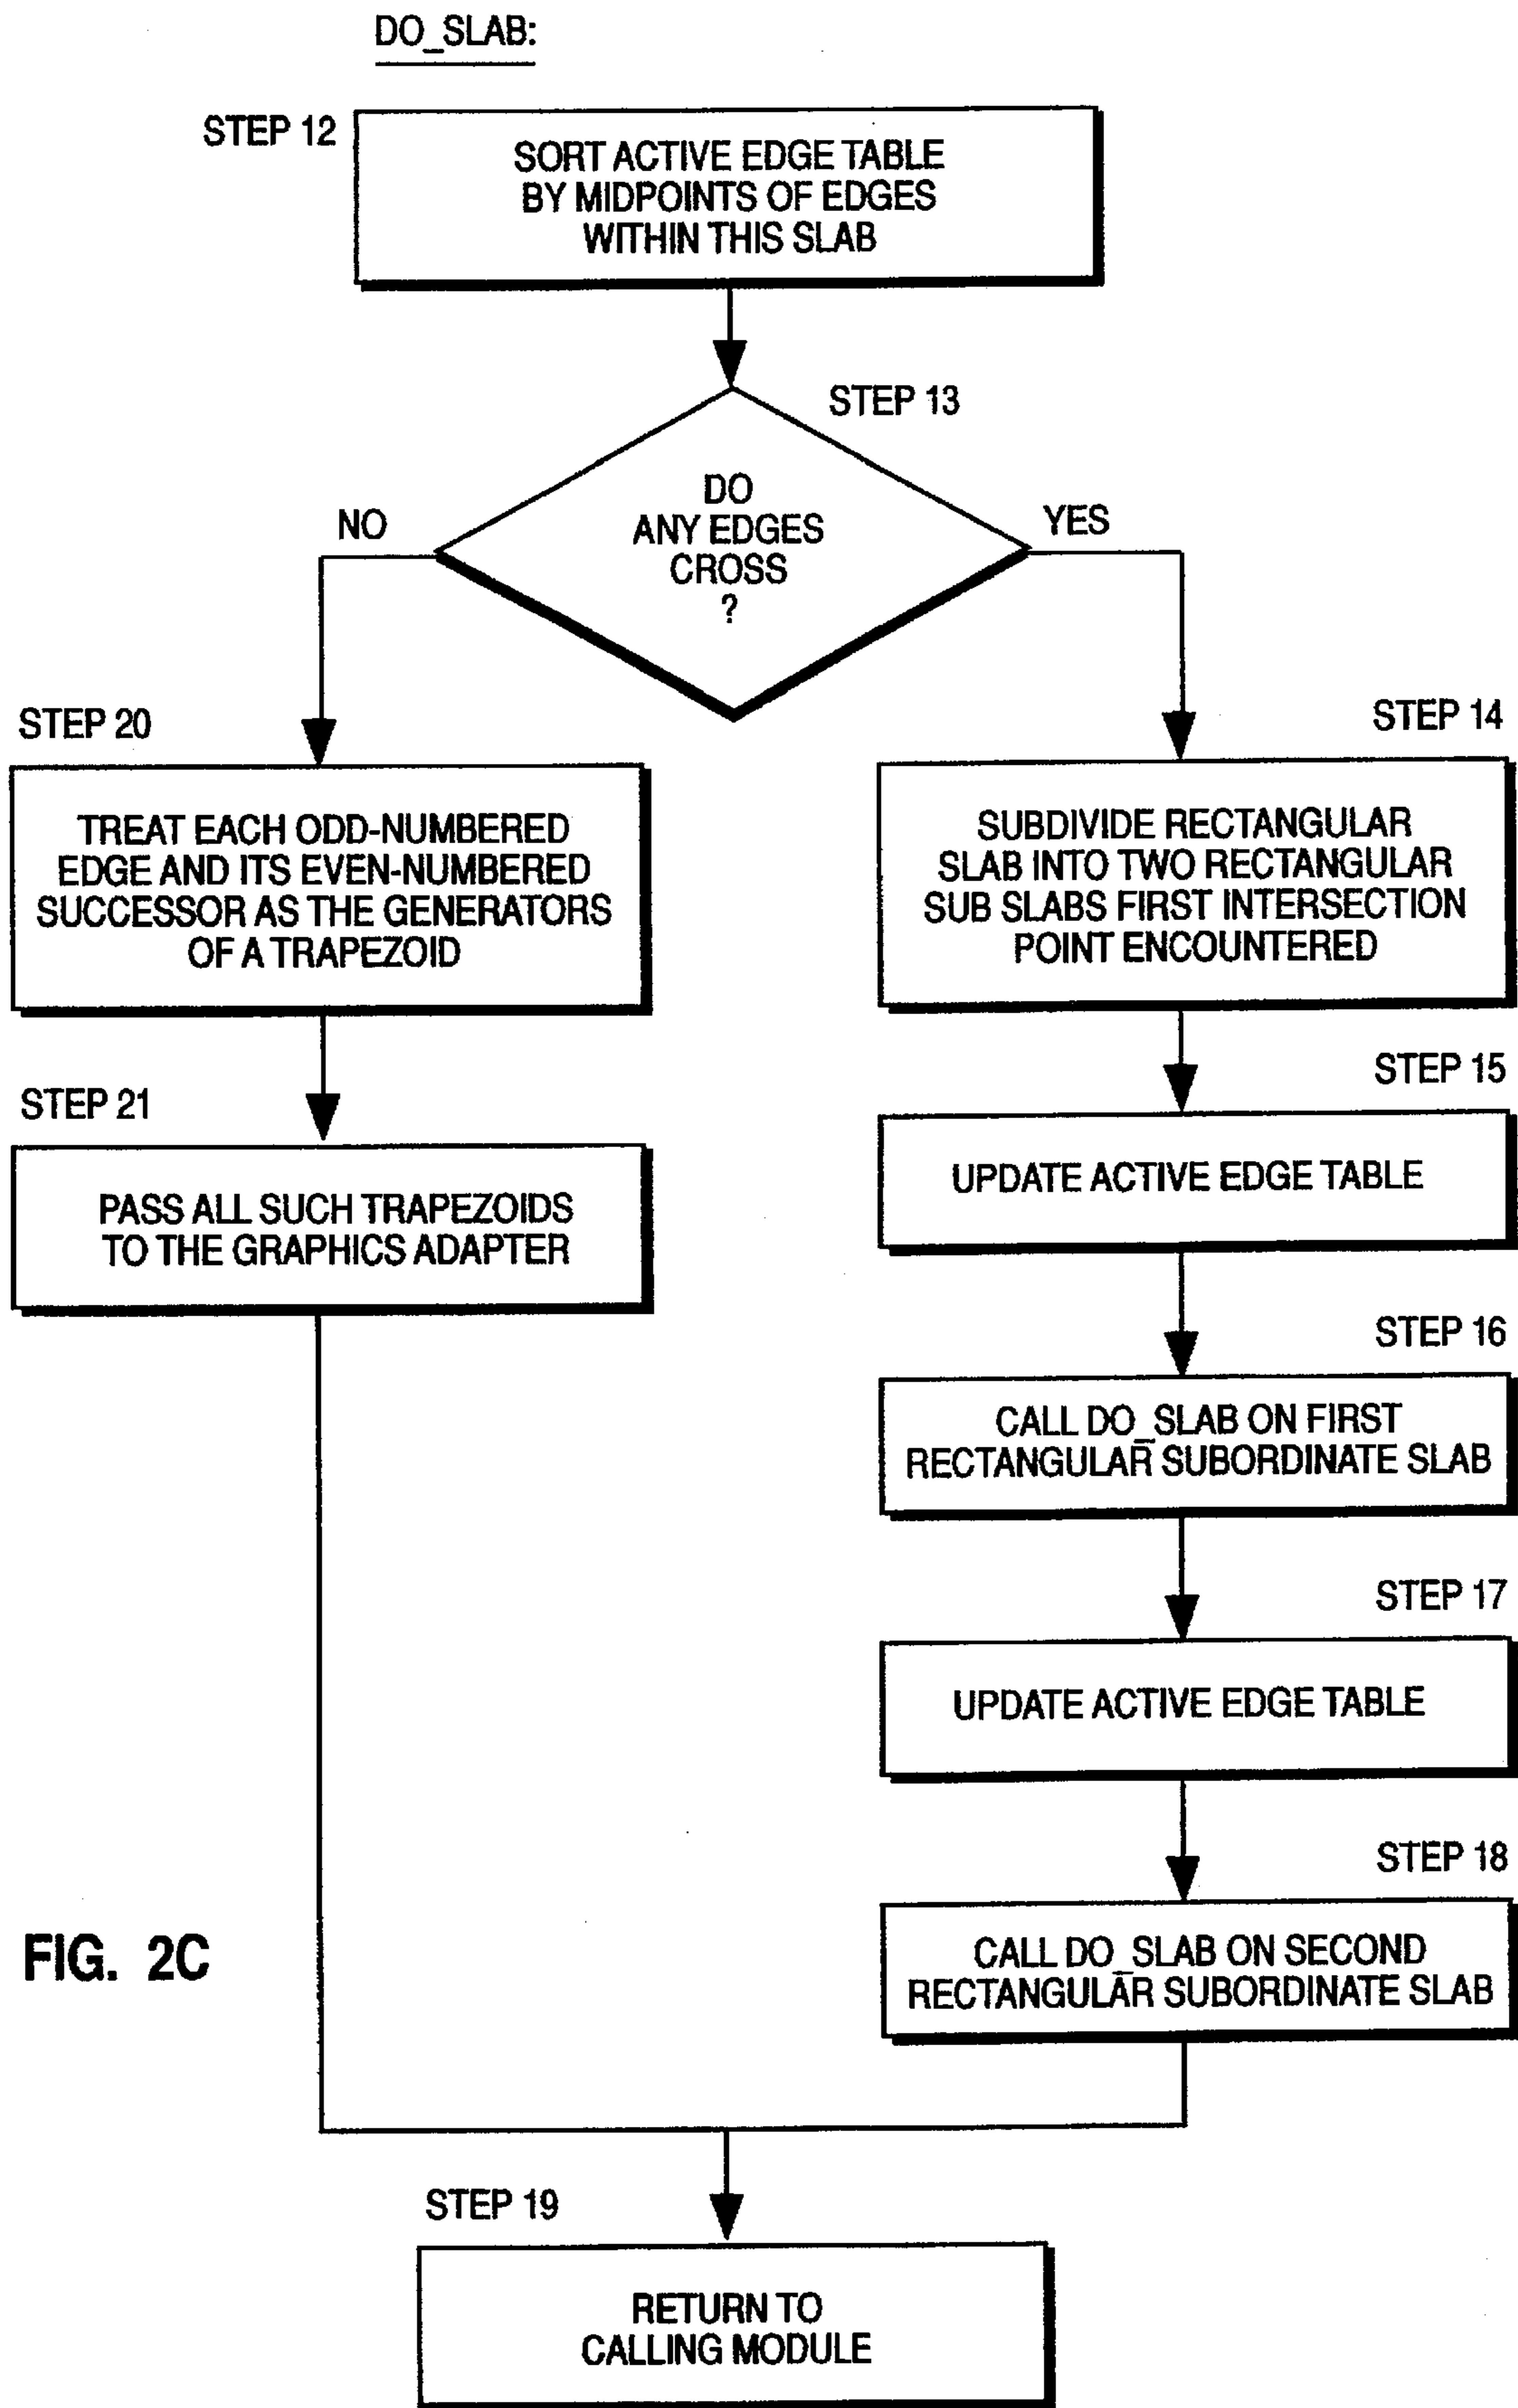 DO_SLAB:
STEP 12
SORT ACTIVE EDGE TABLE
BY MIDPOINTS OF EDGES
WITHIN THIS SLAB
STEP 13
DO
ANY EDGES
CROSS
?
NO
YES
STEP 20
TREAT EACH ODD-NUMBERED
EDGE AND ITS EVEN-NUMBERED
SUCCESSOR AS THE GENERATORS
OF A TRAPEZOID
STEP 21
PASS ALL SUCH TRAPEZOIDS
TO THE GRAPHICS ADAPTER
STEP 14
SUBDIVIDE RECTANGULAR
SLAB INTO TWO RECTANGULAR
SUB SLABS FIRST INTERSECTION
POINT ENCOUNTERED
STEP 15
UPDATE ACTIVE EDGE TABLE
STEP 16
CALL DO_SLAB ON FIRST
RECTANGULAR SUBORDINATE SLAB
STEP 17
UPDATE ACTIVE EDGE TABLE
STEP 18
CALL DO_SLAB ON SECOND
RECTANGULAR SUBORDINATE SLAB
FIG. 2C
STEP 19
RETURN TO
CALLING MODULE